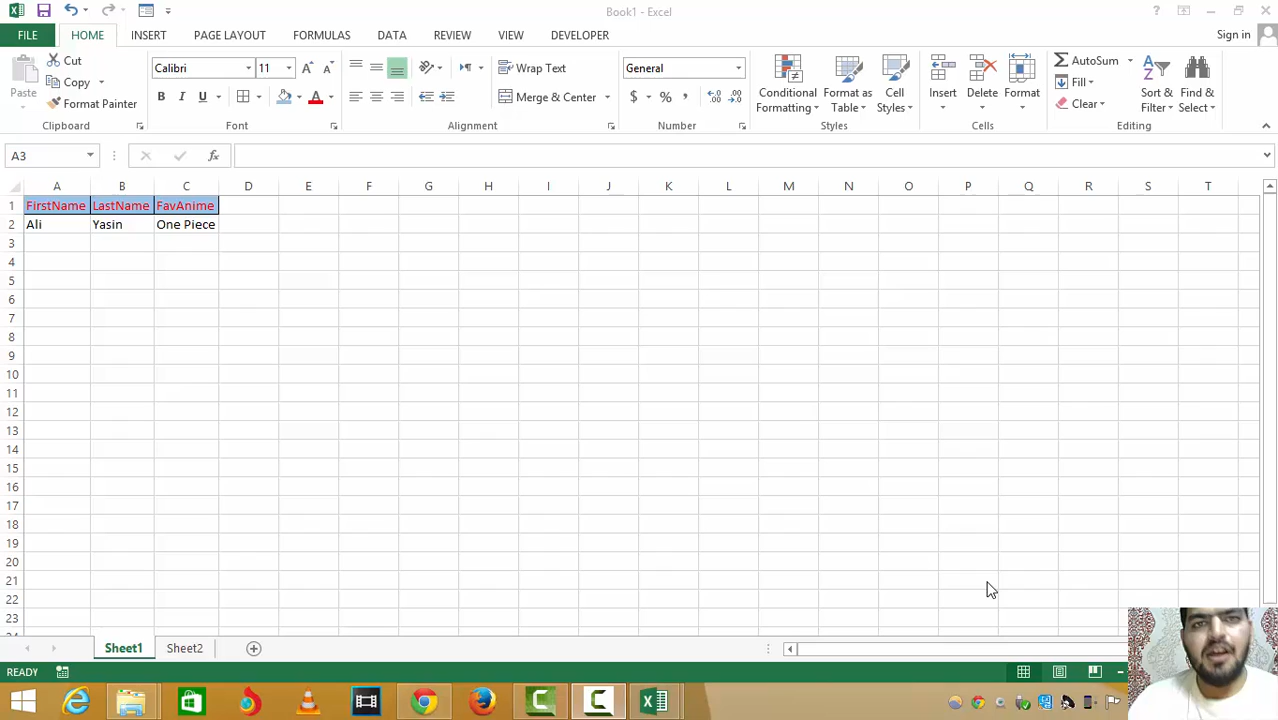 Book1 - Excel
FILE HOME INSERT PAGE LAYOUT FORMULAS DATA REVIEW VIEW DEVELOPER Sign in
Paste
Cut
Copy
Format Painter
Calibri 11
B I U A
Wrap Text
Merge & Center
General
$ % ,
Conditional Formatting
Format as Table
Cell Styles
Insert
Delete
Format
AutoSum
Fill
Clear
Sort & Filter
Find & Select
Clipboard Font Alignment Number Styles Cells Editing
A3 fx
A B C D E F G H I J K L M N O P Q R S T
1 FirstName LastName FavAnime
2 Ali Yasin One Piece
3
4
5
6
7
8
9
10
11
12
13
14
15
16
17
18
19
20
21
22
23
Sheet1 Sheet2
READY